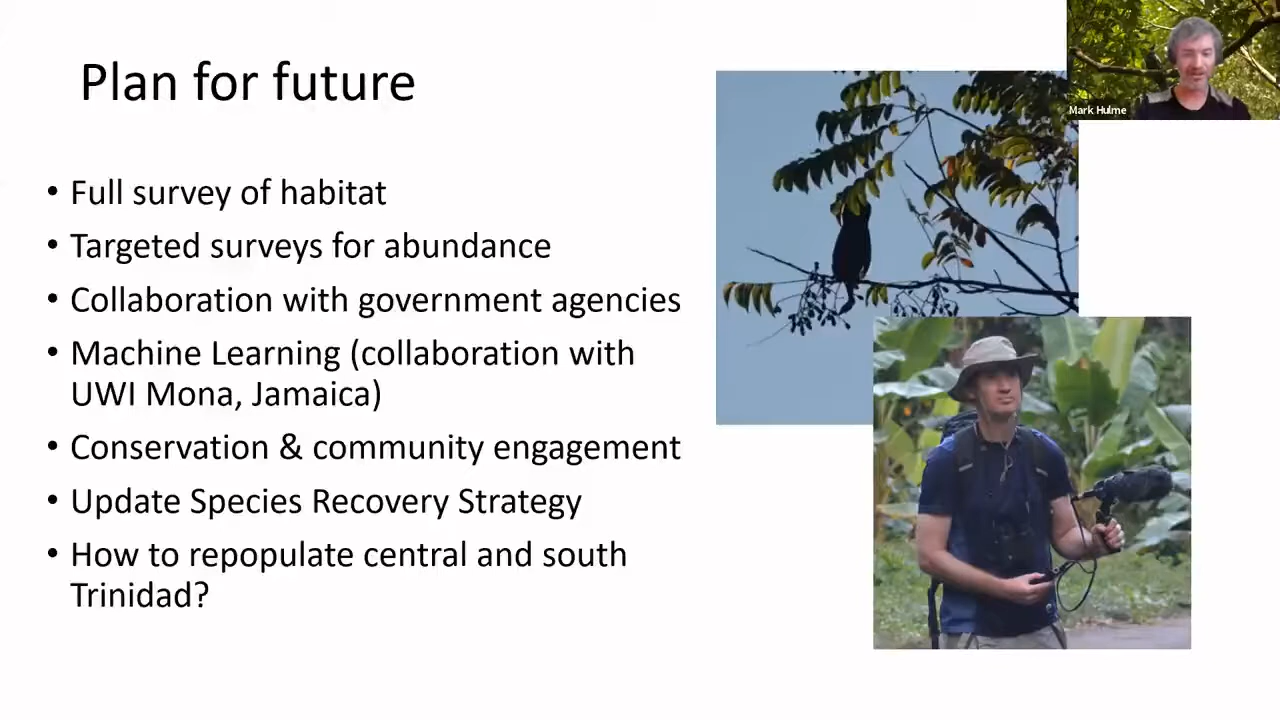 Plan for future
Mark Hulme
• Full survey of habitat
• Targeted surveys for abundance
• Collaboration with government agencies
• Machine Learning (collaboration with
UWI Mona, Jamaica)
• Conservation & community engagement
• Update Species Recovery Strategy
• How to repopulate central and south
Trinidad?